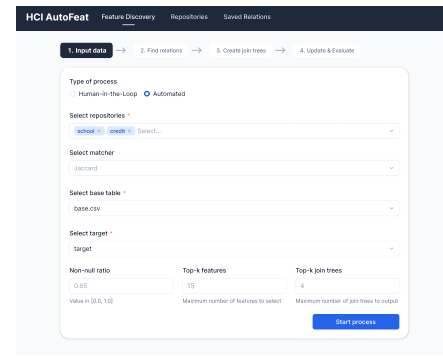 HCI AutoFeat Feature Discovery Repositories Saved Relations
1. Input data → 2. Find relations → 3. Create join trees → 4. Update & Evaluate
Type of process
Human-in-the-Loop Automated
Select repositories *
school × credit × Select...
Select matcher
Jaccard
Select base table *
base.csv
Select target *
target
Non-null ratio Top-k features Top-k join trees
0.65 15 4
Value in [0.0, 1.0] Maximum number of features to select Maximum number of join trees to output
Start process